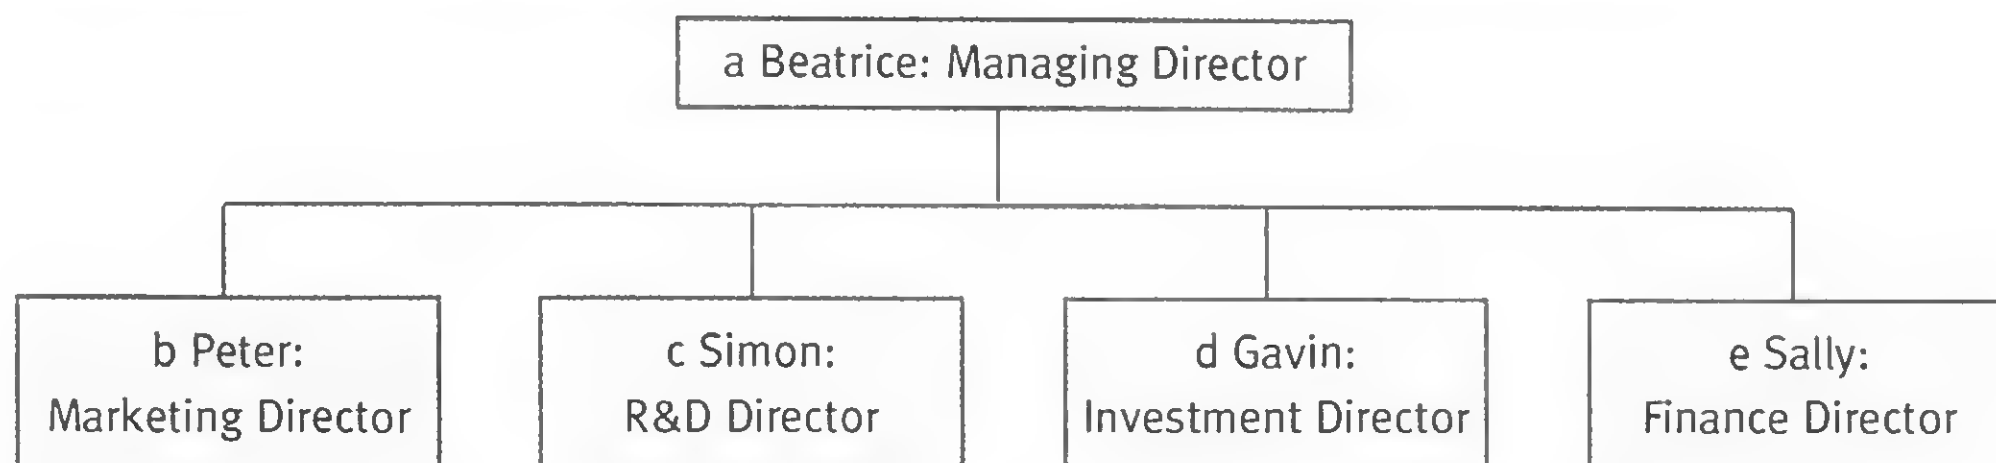 a Beatrice: Managing Director
b Peter:
Marketing Director
c Simon:
R&D Director
d Gavin:
Investment Director
e Sally:
Finance Director